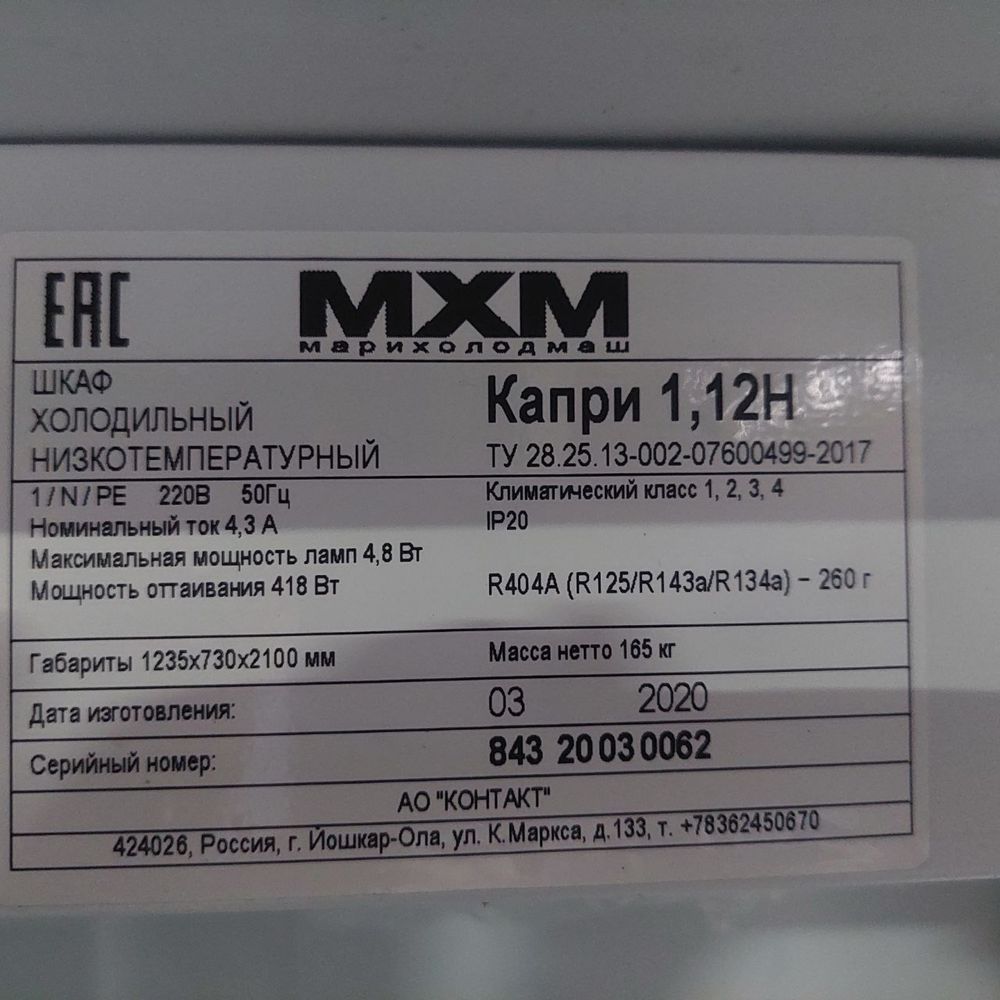 ЕАС
МХМ
марихолодмаш
ШКАФ
ХОЛОДИЛЬНЫЙ
НИЗКОТЕМПЕРАТУРНЫЙ
Капри 1,12Н
ТУ 28.25.13-002-07600499-2017
1/N/PE 220В 50Гц
Номинальный ток 4,3 А
Максимальная мощность ламп 4,8 Вт
Мощность оттаивания 418 Вт
Климатический класс 1, 2, 3, 4
IP20
R404A (R125/R143a/R134a) – 260 г
Габариты 1235х730х2100 мм
Масса нетто 165 кг
Дата изготовления: 03 2020
Серийный номер: 843 20 03 0062
АО "КОНТАКТ"
424026, Россия, г. Йошкар-Ола, ул. К.Маркса, д.133, т. +78362450670